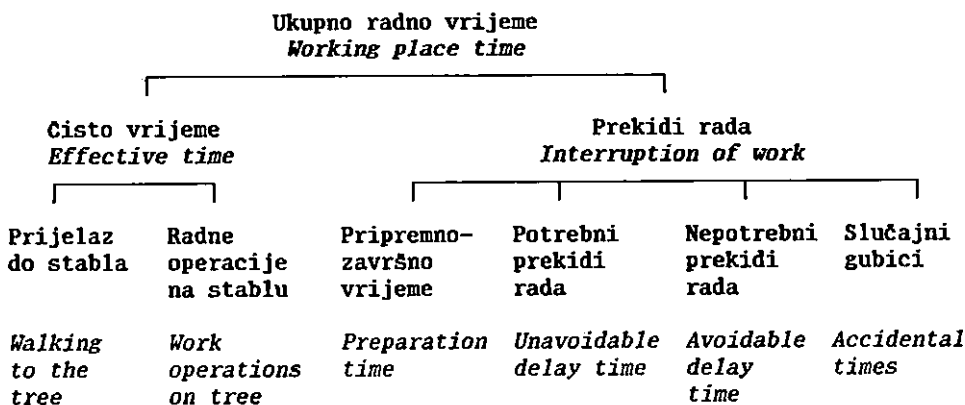 Ukupno radno vrijeme
Working place time
Čisto vrijeme
Effective time
Prekidi rada
Interruption of work
Prijelaz
do stabla
Radne
operacije
na stablu
Pripremno-
završno
vrijeme
Potrebni
prekidi
rada
Nepotrebni
prekidi
rada
Slučajni
gubici
Walking
to the
tree
Work
operations
on tree
Preparation
time
Unavoidable
delay time
Avoidable
delay
time
Accidental
times